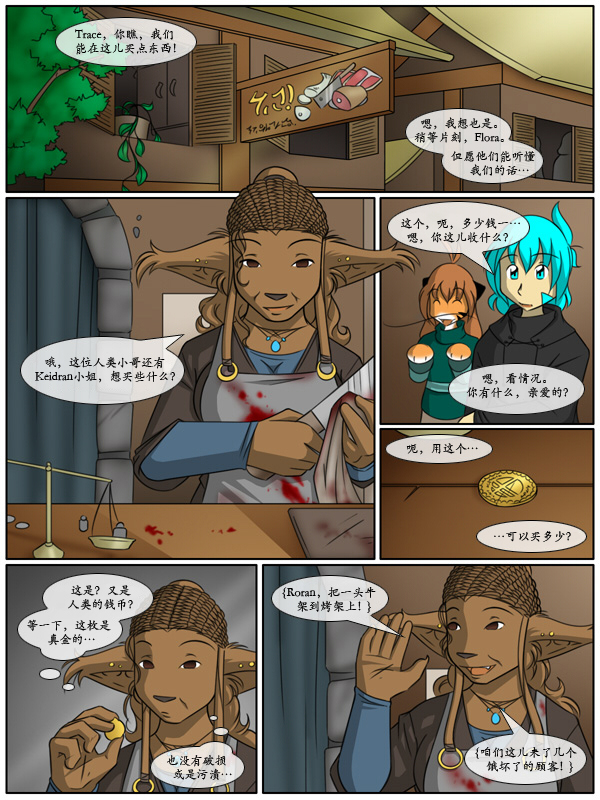 Trace，你瞧，我们
能在这儿买点东西！
嗯，我想也是。
稍等片刻，Flora。
但愿他们能听懂
我们的话…
哦，这位人类小哥还有
Keidran小姐，想买些什么？
这个，呃，多少钱一…
嗯，你这儿收什么？
嗯，看情况。
你有什么，亲爱的？
呃，用这个…
…可以买多少？
这是？又是
人类的钱币？
等一下，这枚是
真金的…
也没有破损
或是污渍…
{Roran，把一头牛
架到烤架上！}
{咱们这儿来了几个
饿坏了的顾客！}